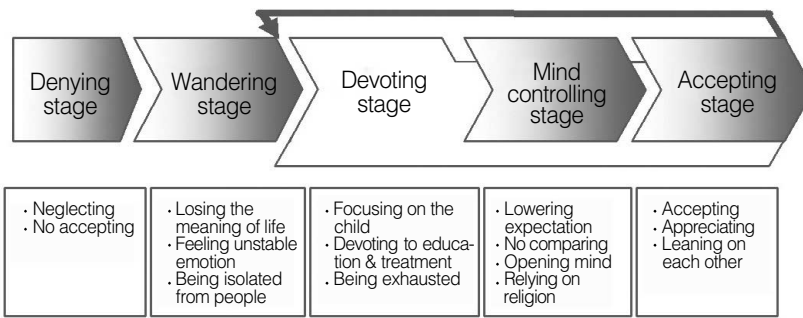 Denying
stage
Wandering
stage
Devoting
stage
Mind
controlling
stage
Accepting
stage
· Neglecting
· No accepting
· Losing the
meaning of life
· Feeling unstable
emotion
· Being isolated
from people
· Focusing on the
child
· Devoting to educa-
tion & treatment
· Being exhausted
· Lowering
expectation
· No comparing
· Opening mind
· Relying on
religion
· Accepting
· Appreciating
· Leaning on
each other